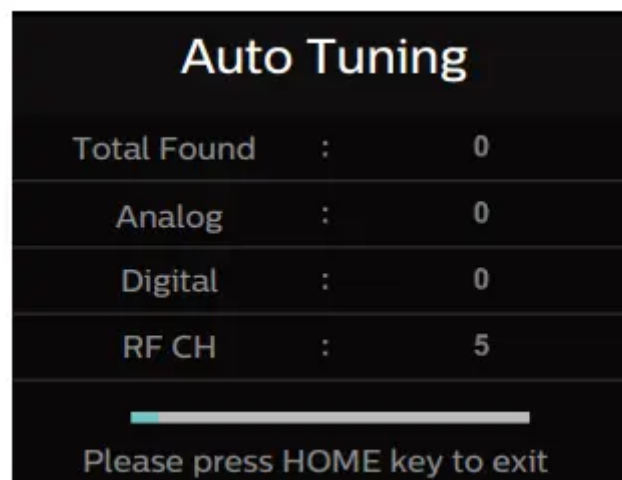 Auto Tuning
Total Found : 0
Analog : 0
Digital : 0
RF CH : 5
Please press HOME key to exit